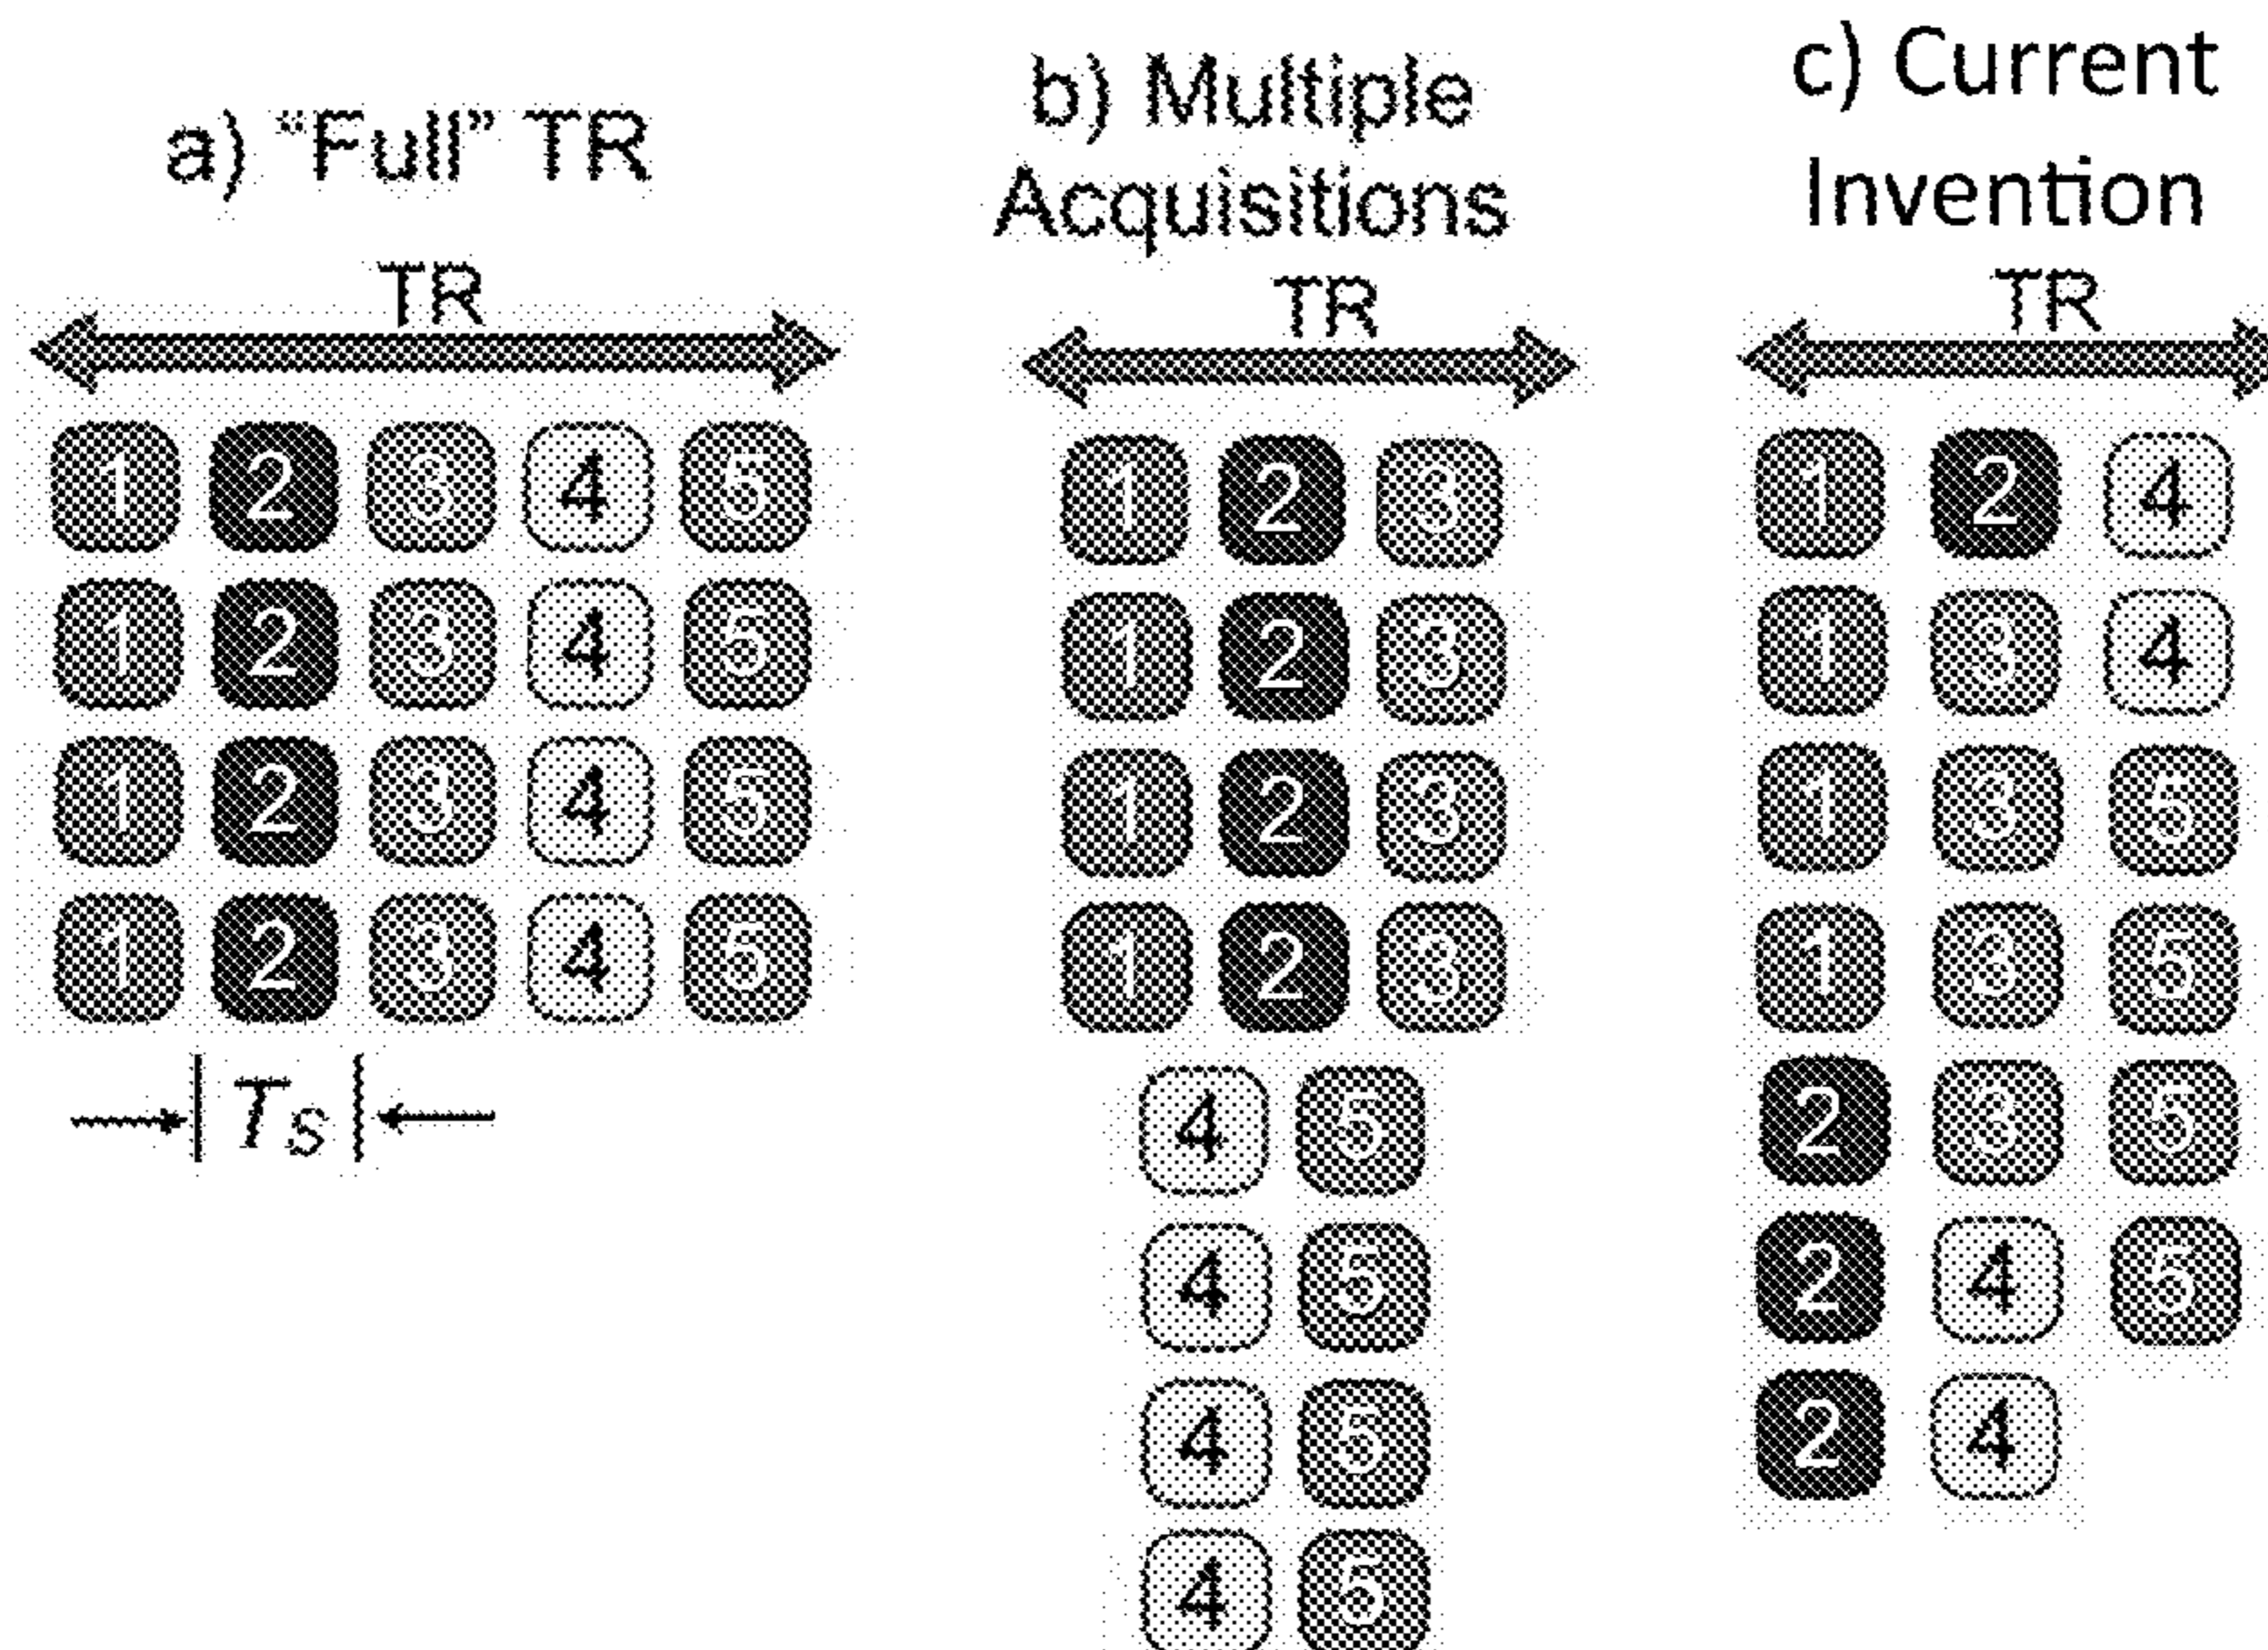 a) "Full" TR
TR
1 2 3 4 5
1 2 3 4 5
1 2 3 4 5
1 2 3 4 5
Ts
b) Multiple
Acquisitions
TR
1 2 3
1 2 3
1 2 3
1 2 3
4 5
4 5
4 5
4 5
c) Current
Invention
TR
1 2 4
1 3 4
1 3 5
1 3 5
2 3 5
2 4 5
2 4